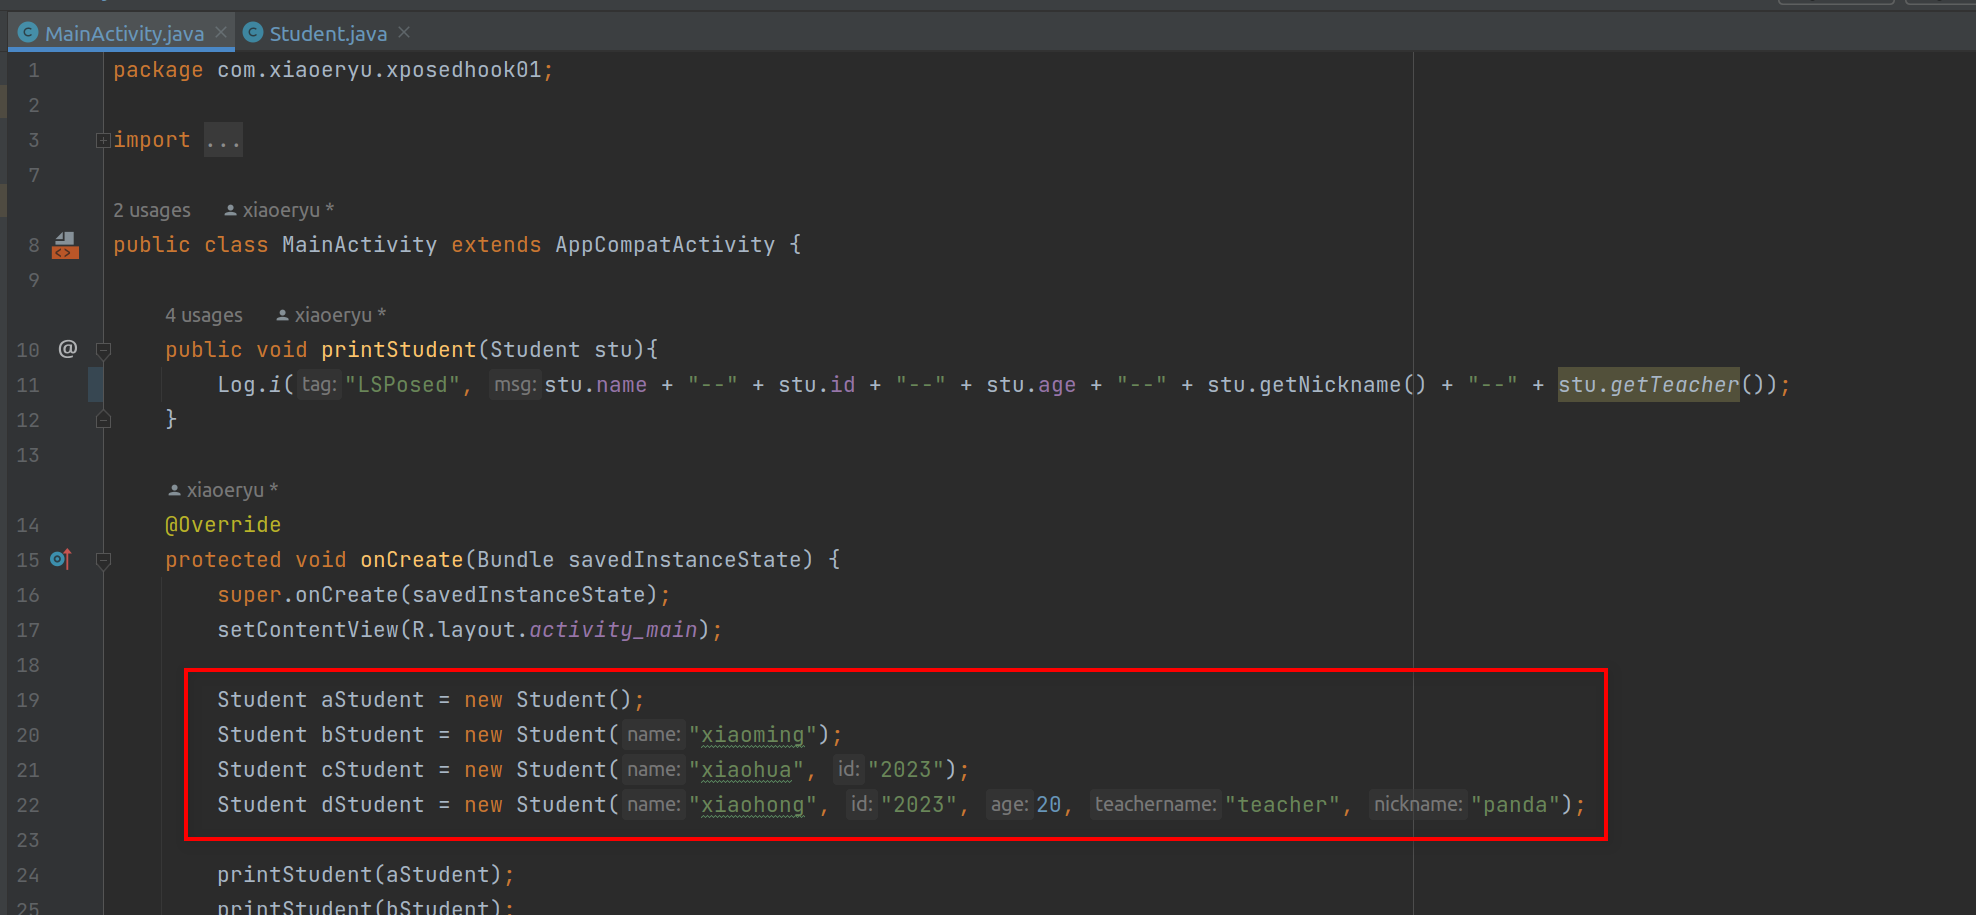 MainActivity.java Student.java
1 package com.xiaoeryu.xposedhook01;
2
3 import ...
7
2 usages xiaoeryu *
8 public class MainActivity extends AppCompatActivity {
9
4 usages xiaoeryu *
10 @ public void printStudent(Student stu){
11 Log.i( tag: "LSPosed", msg: stu.name + "--" + stu.id + "--" + stu.age + "--" + stu.getNickname() + "--" + stu.getTeacher());
12 }
13
xiaoeryu *
14 @Override
15 protected void onCreate(Bundle savedInstanceState) {
16 super.onCreate(savedInstanceState);
17 setContentView(R.layout.activity_main);
18
19 Student aStudent = new Student();
20 Student bStudent = new Student( name: "xiaoming");
21 Student cStudent = new Student( name: "xiaohua", id: "2023");
22 Student dStudent = new Student( name: "xiaohong", id: "2023", age: 20, teachername: "teacher", nickname: "panda");
23
24 printStudent(aStudent);
25 printStudent(bStudent);